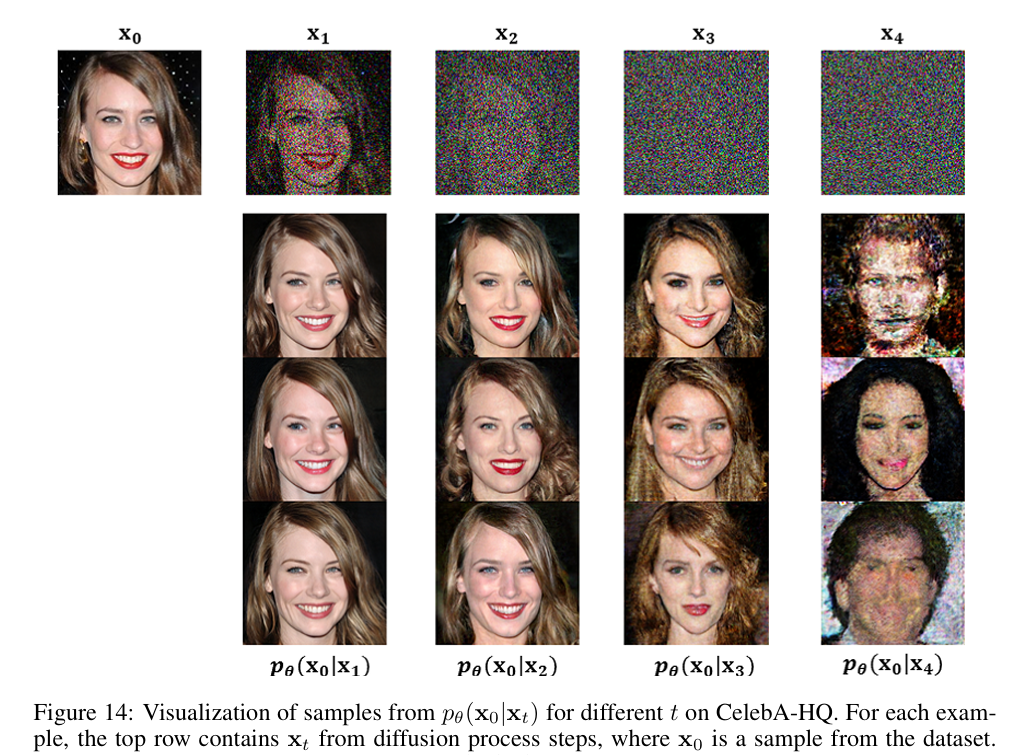 x₀ x₁ x₂ x₃ x₄
pθ(x₀|x₁) pθ(x₀|x₂) pθ(x₀|x₃) pθ(x₀|x₄)
Figure 14: Visualization of samples from pθ(x₀|xₜ) for different t on CelebA-HQ. For each exam-
ple, the top row contains xₜ from diffusion process steps, where x₀ is a sample from the dataset.